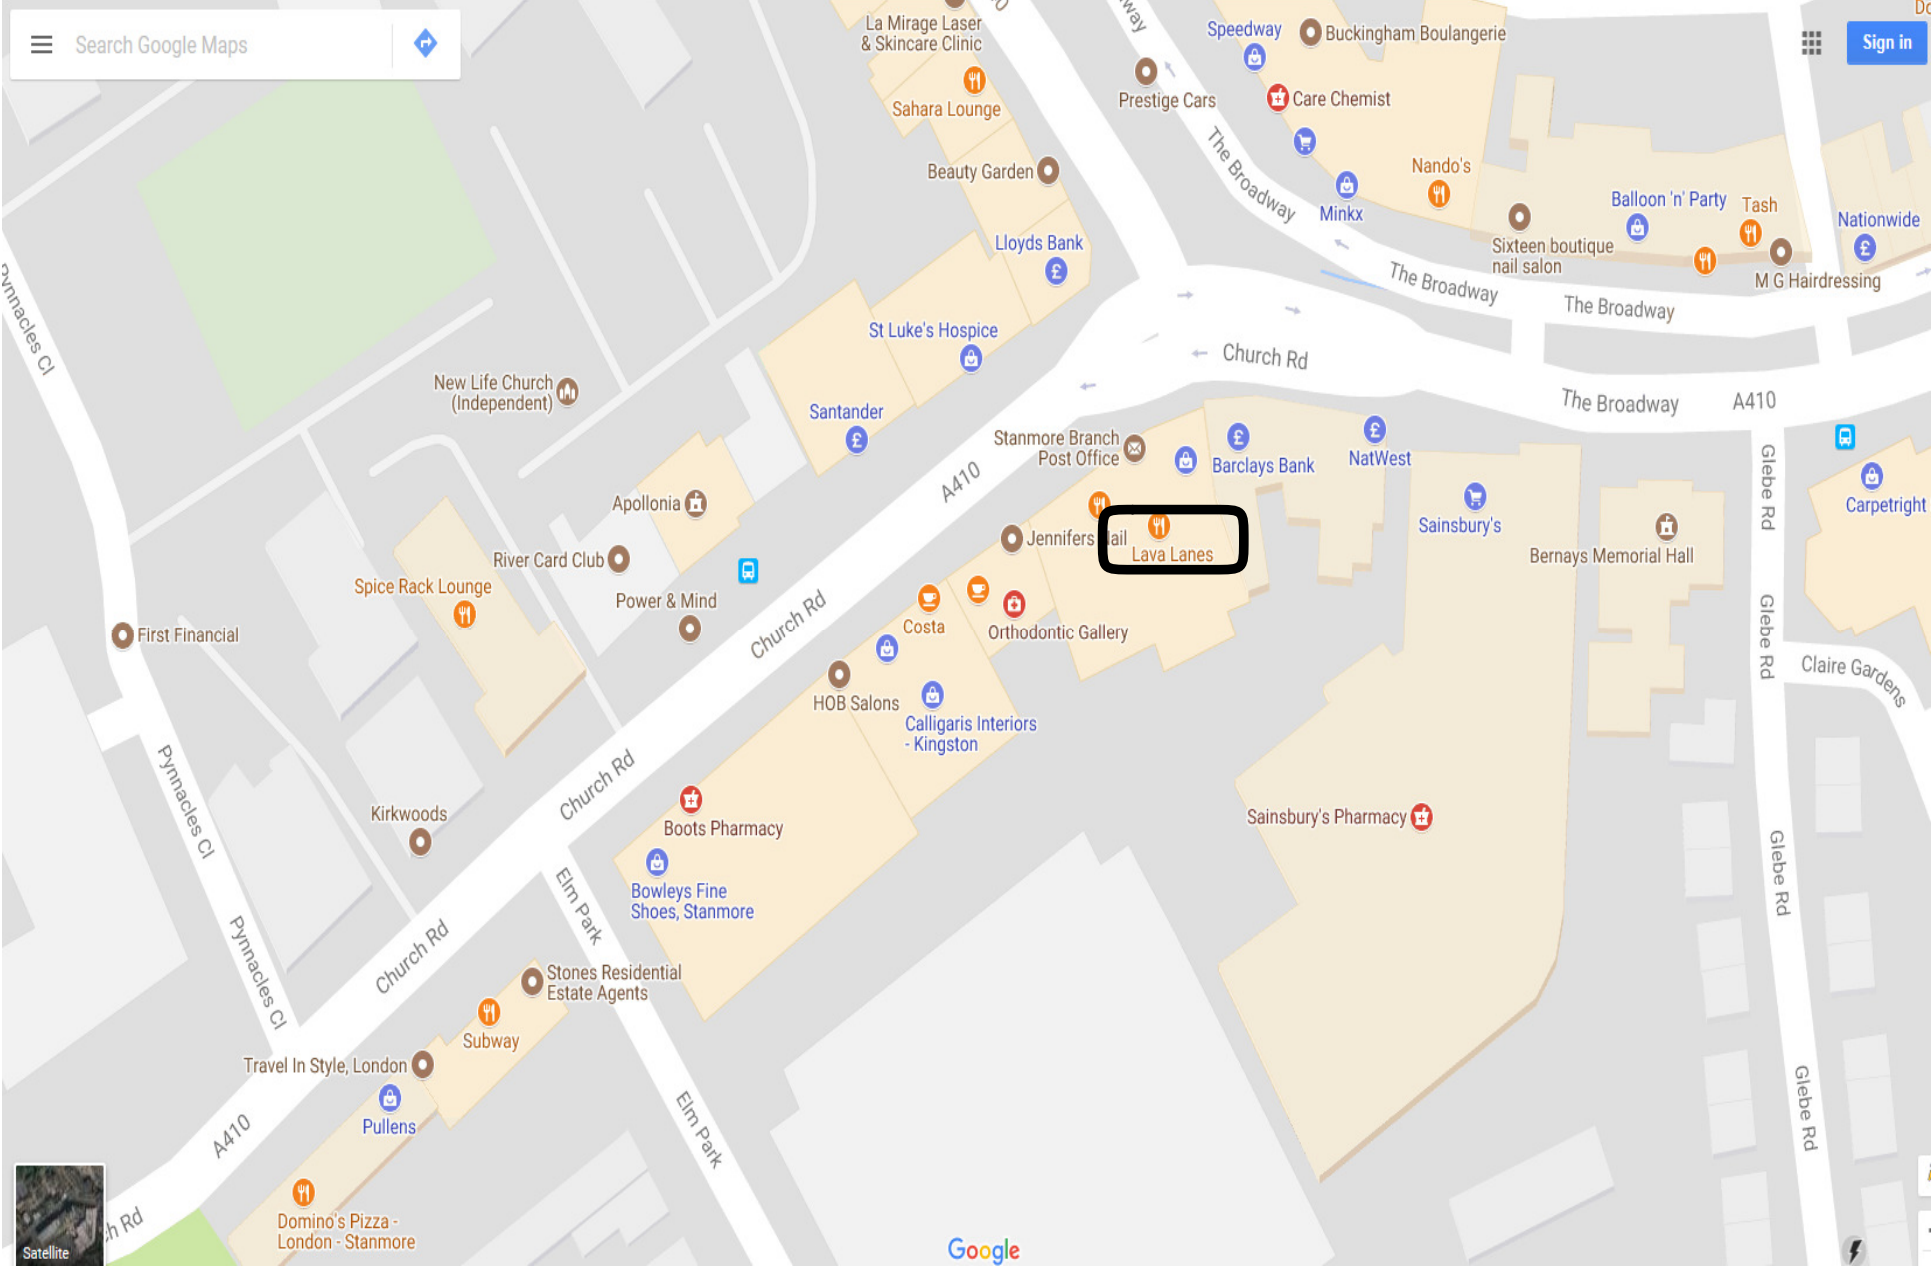 Search Google Maps
Sign in
La Mirage Laser
& Skincare Clinic
Sahara Lounge
Beauty Garden
Lloyds Bank
St Luke's Hospice
Santander
Speedway
Buckingham Boulangerie
Prestige Cars
Care Chemist
Nando's
Minkx
The Broadway
The Broadway
The Broadway
Balloon 'n' Party
Tash
Nationwide
Sixteen boutique
nail salon
M G Hairdressing
Church Rd
The Broadway
A410
Pynnacles Cl
New Life Church
(Independent)
Stanmore Branch
Post Office
Barclays Bank
NatWest
A410
Apollonia
Sainsbury's
Bernays Memorial Hall
Glebe Rd
Carpetright
Jennifers Nail
Lava Lanes
River Card Club
Spice Rack Lounge
Power & Mind
Church Rd
Costa
Orthodontic Gallery
First Financial
Glebe Rd
Claire Gardens
HOB Salons
Calligaris Interiors
- Kingston
Pynnacles Cl
Church Rd
Kirkwoods
Boots Pharmacy
Sainsbury's Pharmacy
Glebe Rd
Bowleys Fine
Shoes, Stanmore
Elm Park
Pynnacles Cl
Church Rd
Stones Residential
Estate Agents
Subway
Travel In Style, London
Pullens
A410
Elm Park
Glebe Rd
Domino's Pizza -
London - Stanmore
Satellite
Google